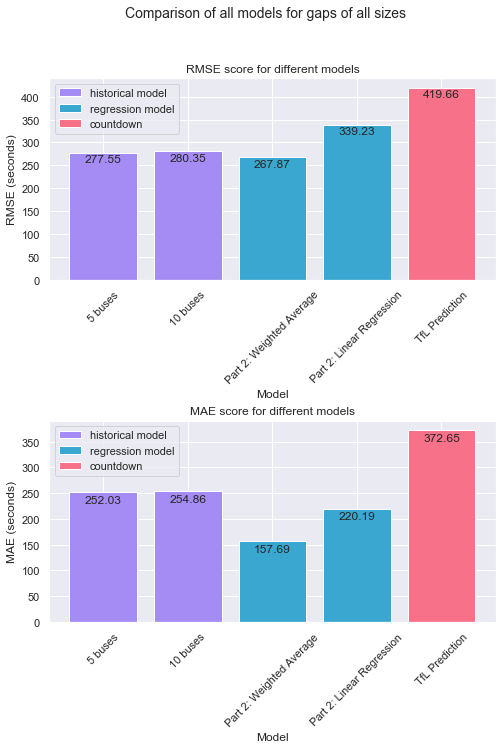 Comparison of all models for gaps of all sizes
RMSE score for different models
historical model
regression model
countdown
RMSE (seconds)
400
350
300
250
200
150
100
50
0
277.55
280.35
267.87
339.23
419.66
5 buses
10 buses
Part 2: Weighted Average
Part 2: Linear Regression
TfL Prediction
Model
MAE score for different models
historical model
regression model
countdown
MAE (seconds)
350
300
250
200
150
100
50
0
252.03
254.86
157.69
220.19
372.65
5 buses
10 buses
Part 2: Weighted Average
Part 2: Linear Regression
TfL Prediction
Model